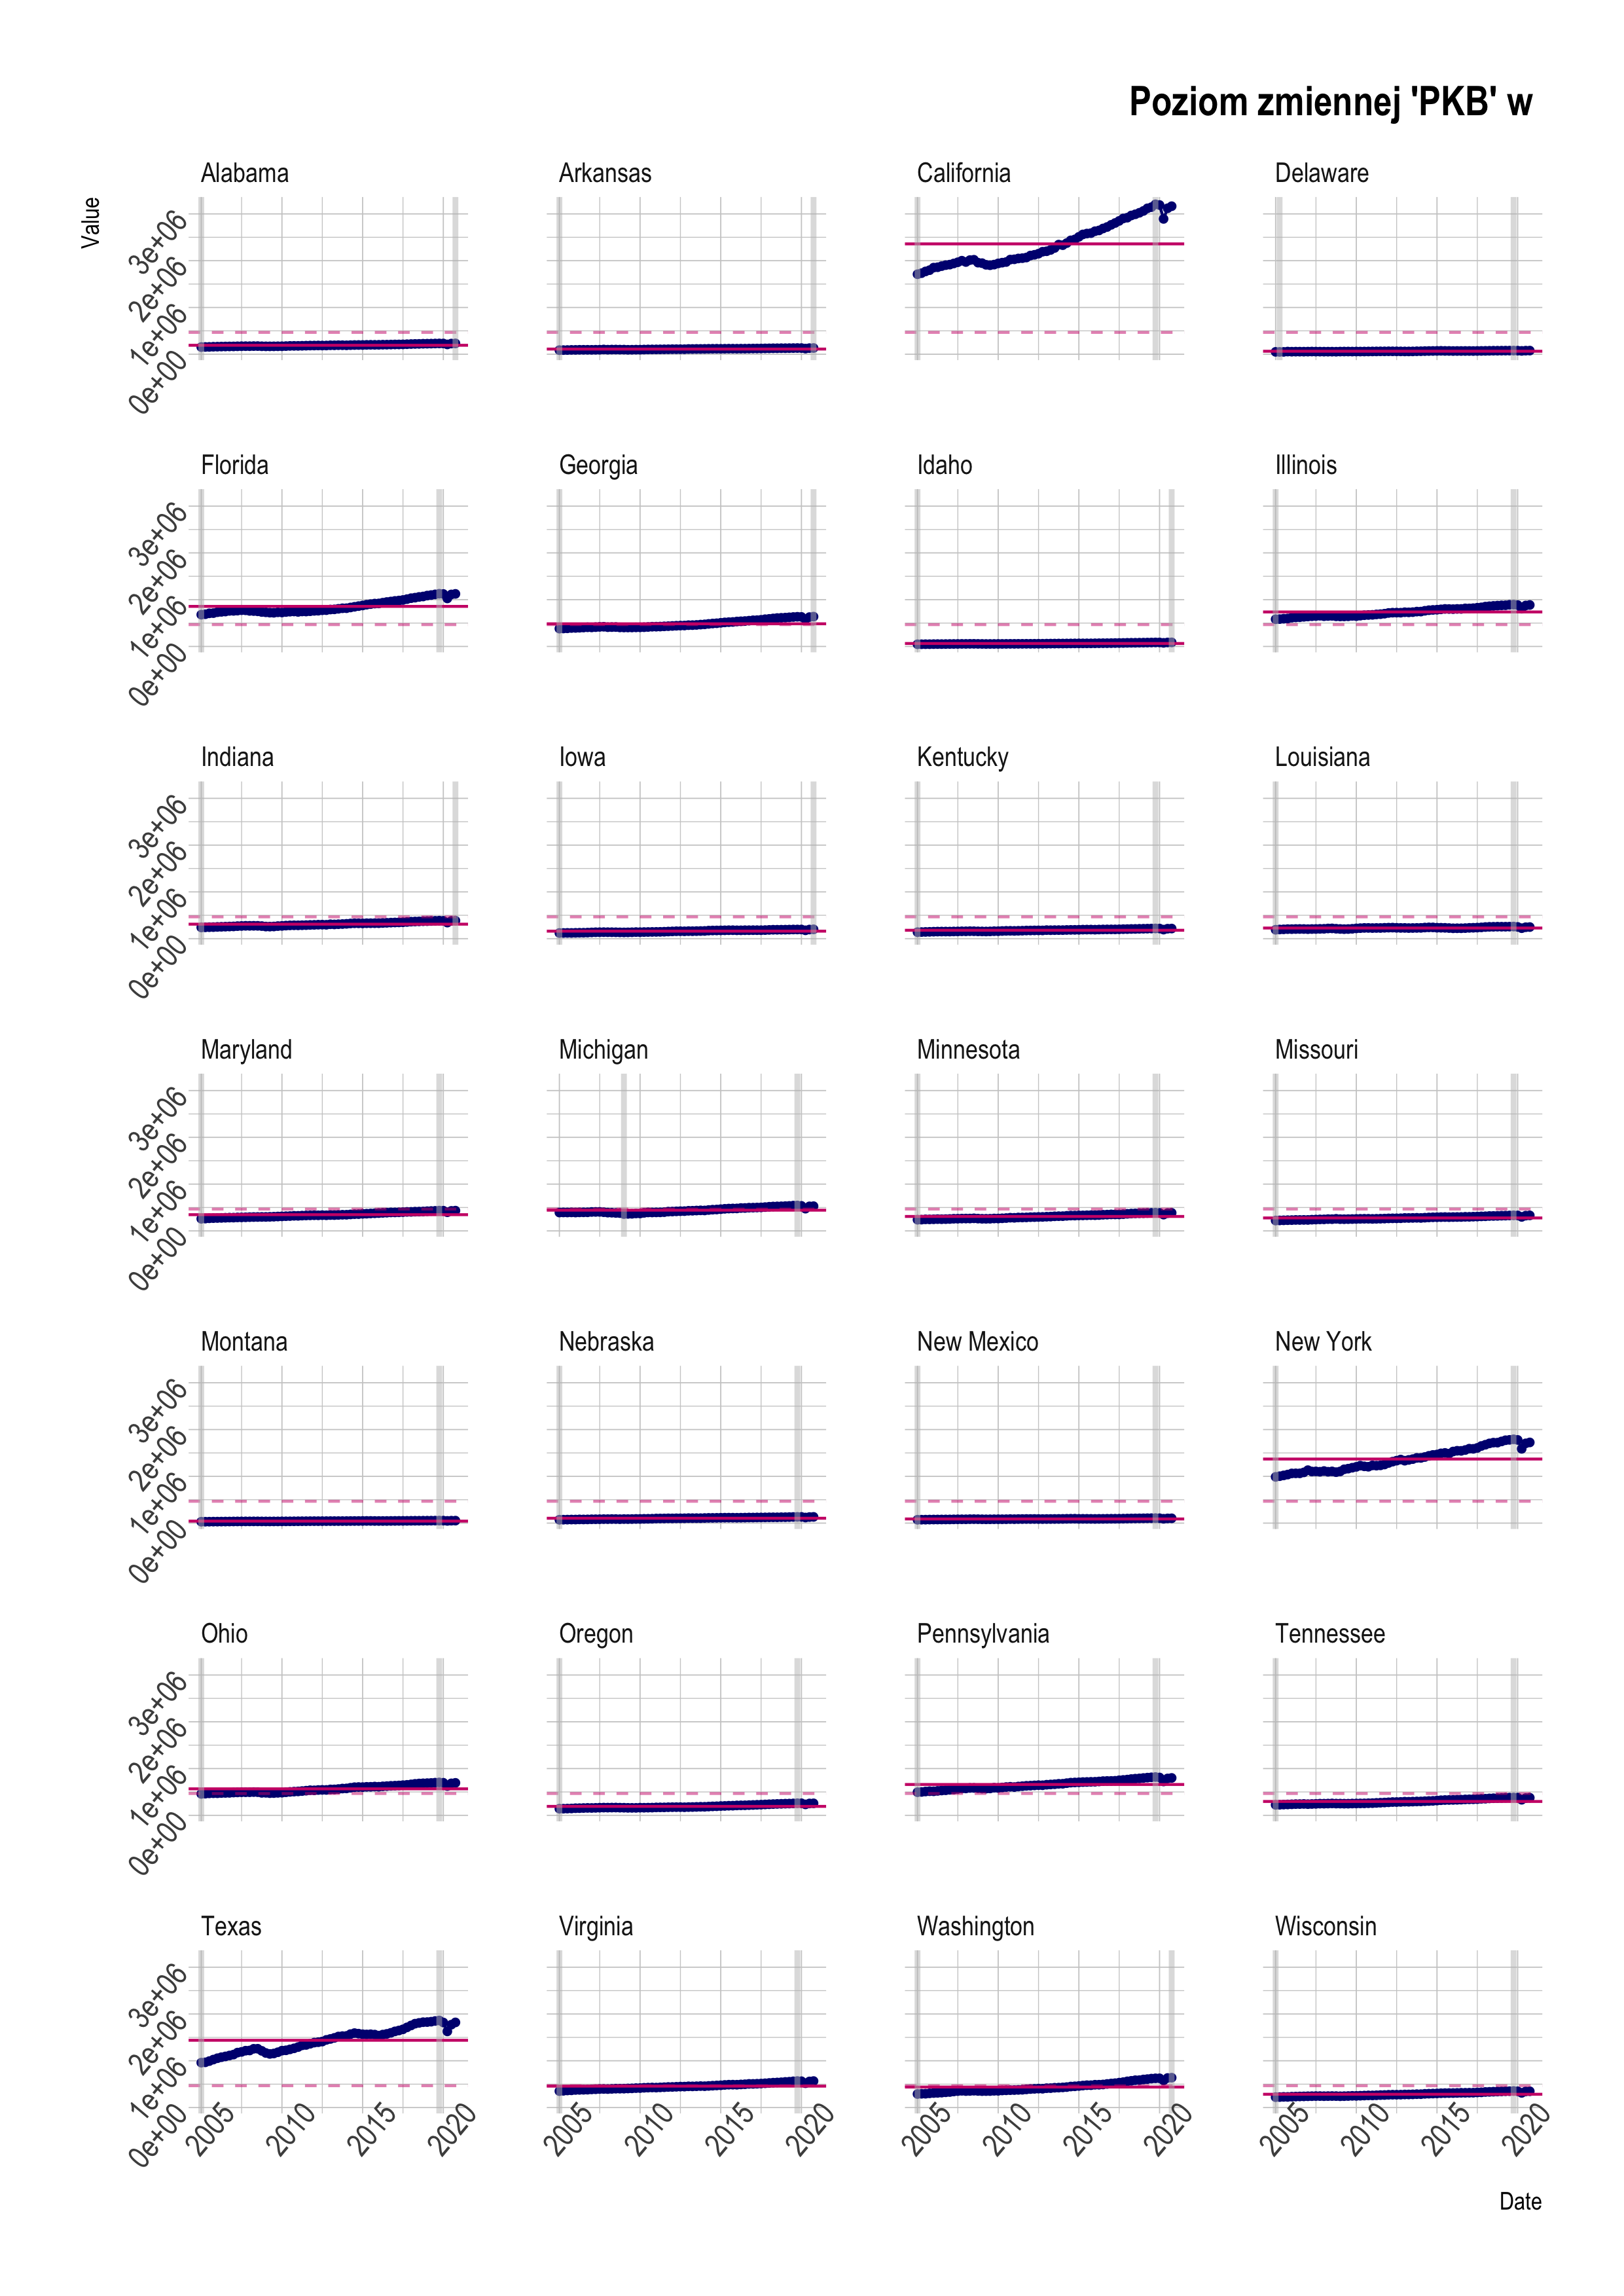 Poziom zmiennej 'PKB' w
Value
Alabama
Arkansas
California
Delaware
3e+06
2e+06
1e+06
0e+00
Florida
Georgia
Idaho
Illinois
3e+06
2e+06
1e+06
0e+00
Indiana
Iowa
Kentucky
Louisiana
3e+06
2e+06
1e+06
0e+00
Maryland
Michigan
Minnesota
Missouri
3e+06
2e+06
1e+06
0e+00
Montana
Nebraska
New Mexico
New York
3e+06
2e+06
1e+06
0e+00
Ohio
Oregon
Pennsylvania
Tennessee
3e+06
2e+06
1e+06
0e+00
Texas
Virginia
Washington
Wisconsin
3e+06
2e+06
1e+06
0e+00
2005 2010 2015 2020
2005 2010 2015 2020
2005 2010 2015 2020
2005 2010 2015 2020
Date